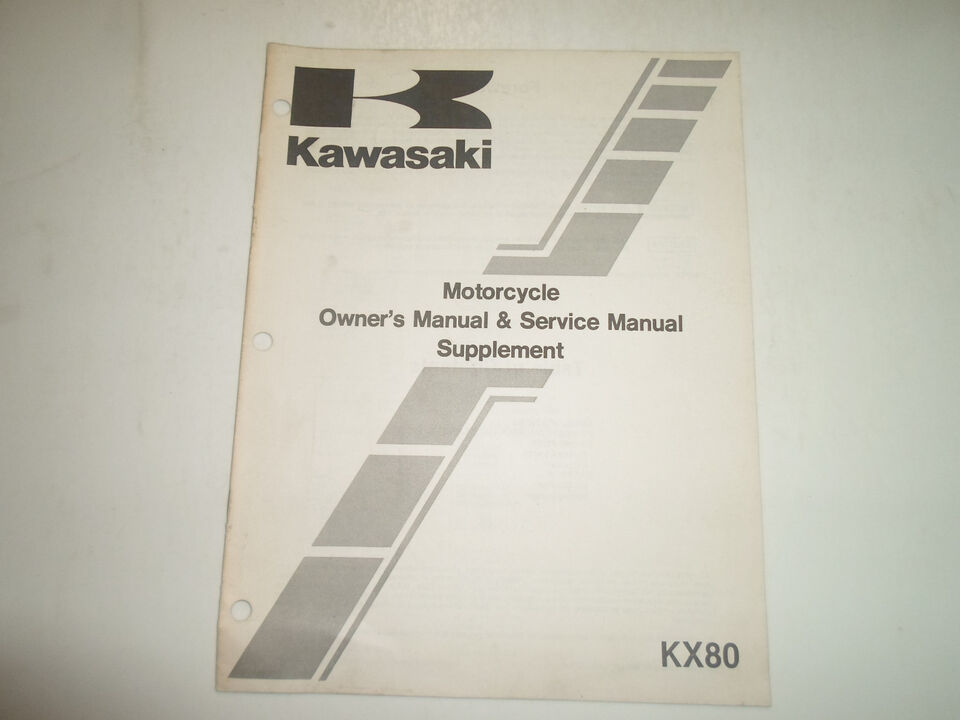 Kawasaki
Motorcycle
Owner's Manual & Service Manual
Supplement
KX80